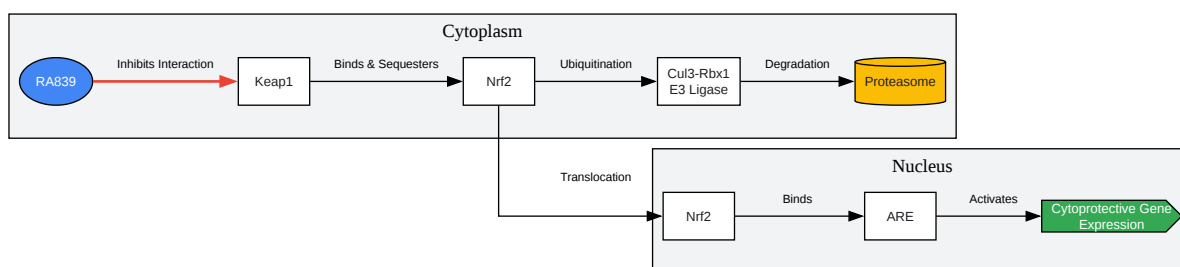 Cytoplasm
RA839
Inhibits Interaction
Keap1
Binds & Sequesters
Nrf2
Ubiquitination
Cul3-Rbx1
E3 Ligase
Degradation
Proteasome
Translocation
Nucleus
Nrf2
Binds
ARE
Activates
Cytoprotective Gene
Expression